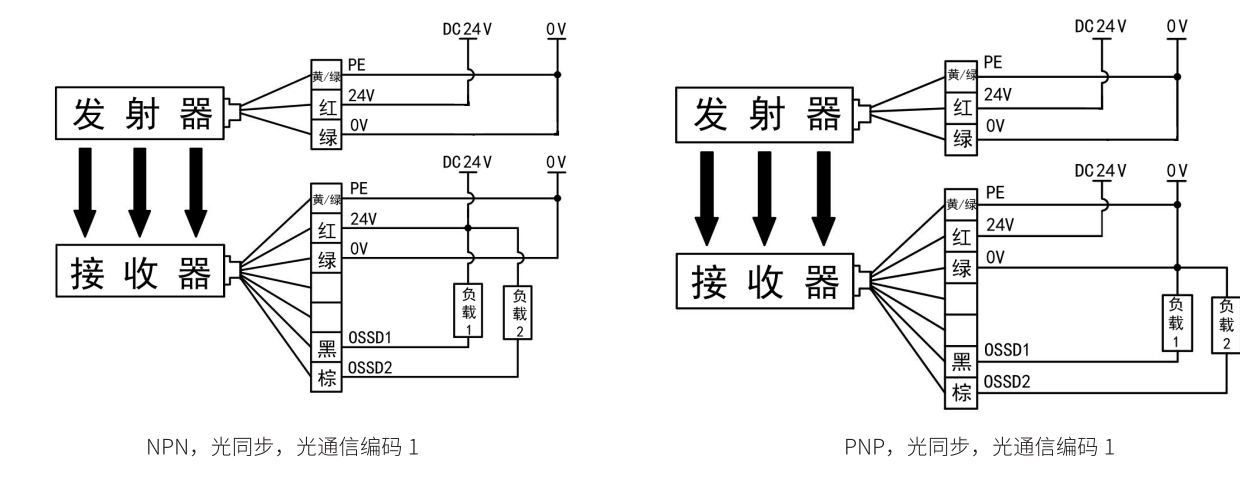 DC24V
0V
黄/绿
PE
红
24V
绿
0V
发射器
DC24V
0V
黄/绿
PE
红
24V
绿
0V
接收器
负载1
负载2
黑
OSSD1
棕
OSSD2
NPN，光同步，光通信编码 1
DC24V
0V
黄/绿
PE
红
24V
绿
0V
发射器
DC24V
0V
黄/绿
PE
红
24V
绿
0V
接收器
负载1
负载2
黑
OSSD1
棕
OSSD2
PNP，光同步，光通信编码 1